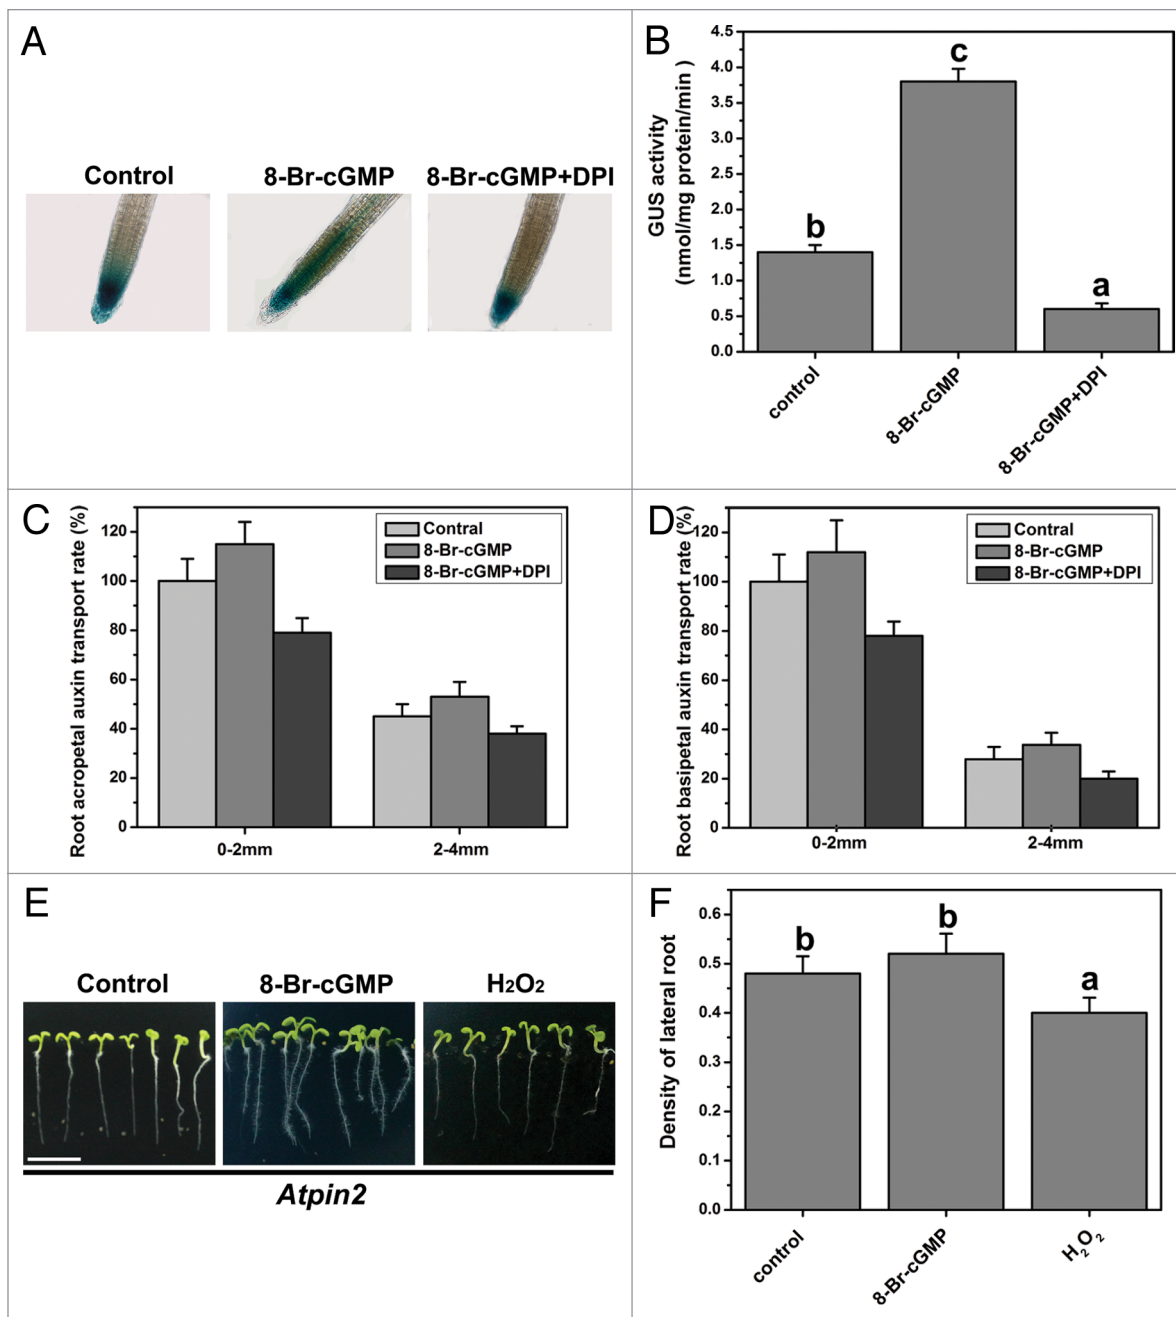 A
Control
8-Br-cGMP
8-Br-cGMP+DPI
B
GUS activity
(nmol/mg protein/min )
4.5
4.0
3.5
3.0
2.5
2.0
1.5
1.0
0.5
0.0
b
c
a
control
8-Br-cGMP
8-Br-cGMP+DPI
C
Root acropetal auxin transport rate (%)
120
100
80
60
40
20
0
Contral
8-Br-cGMP
8-Br-cGMP+DPI
0-2mm
2-4mm
D
Root basipetal auxin transport rate (%)
120
100
80
60
40
20
0
Contral
8-Br-cGMP
8-Br-cGMP+DPI
0-2mm
2-4mm
E
Control
8-Br-cGMP
H2O2
Atpin2
F
Density of lateral root
0.6
0.5
0.4
0.3
0.2
0.1
0.0
b
b
a
control
8-Br-cGMP
H2O2